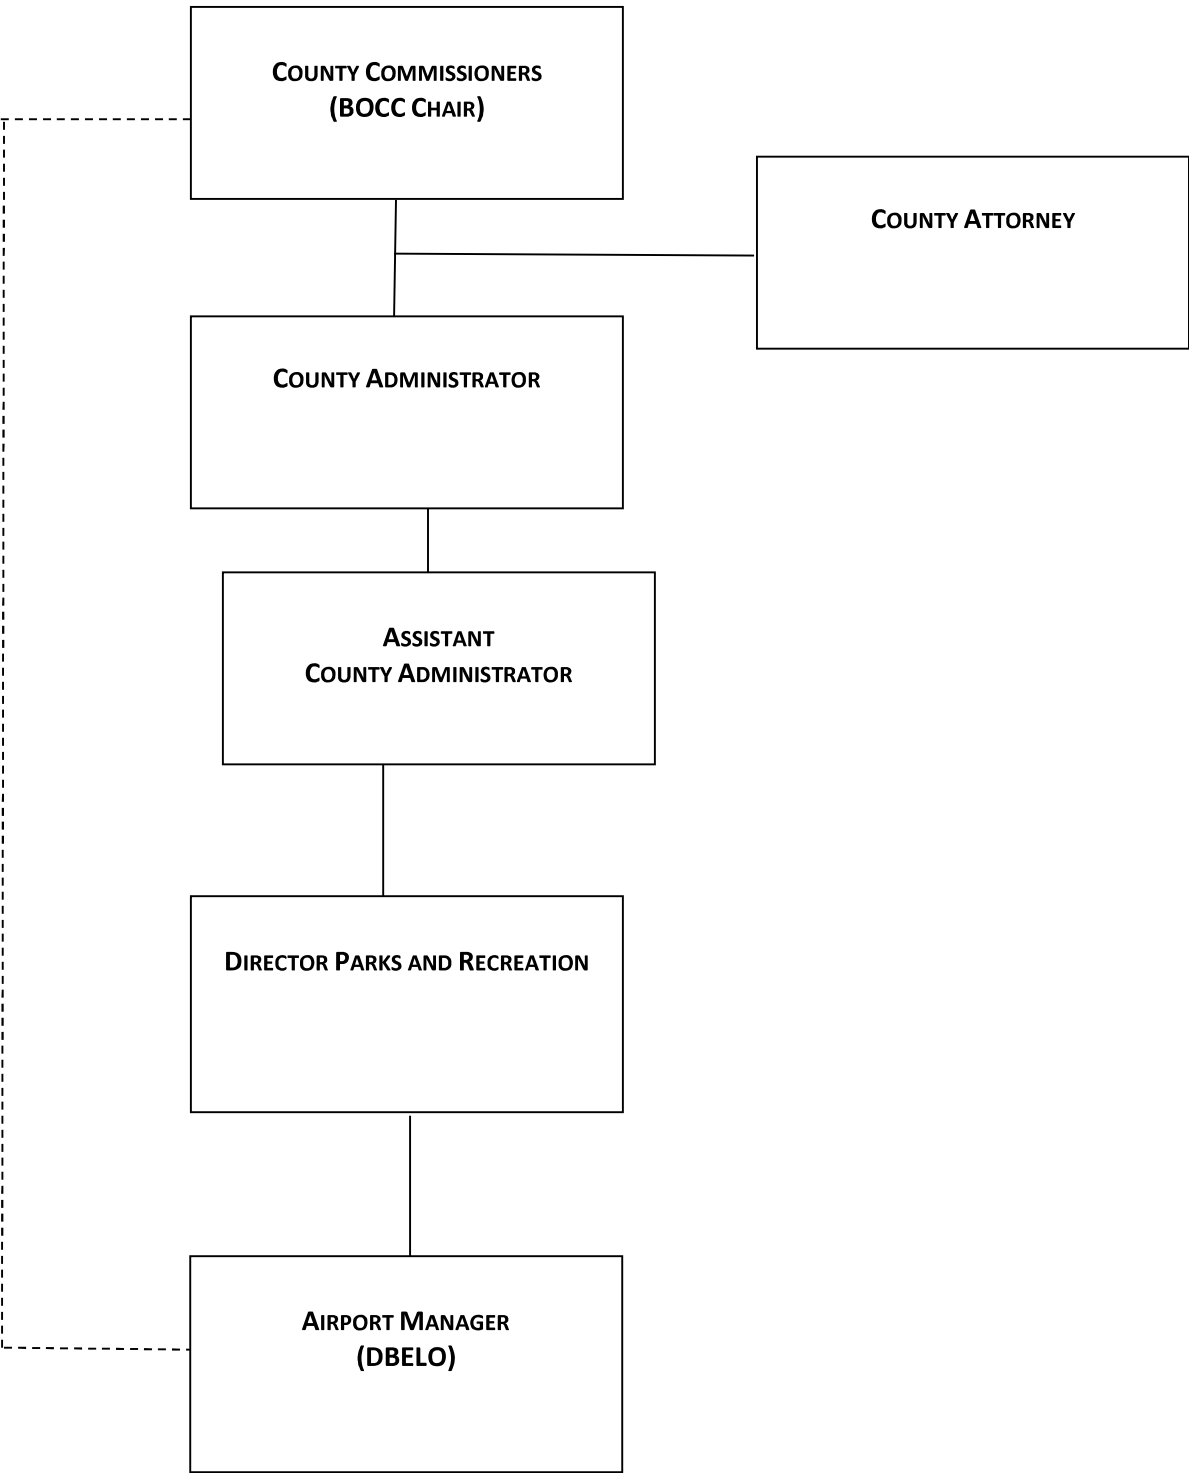 COUNTY COMMISSIONERS
(BOCC CHAIR)
COUNTY ATTORNEY
COUNTY ADMINISTRATOR
ASSISTANT
COUNTY ADMINISTRATOR
DIRECTOR PARKS AND RECREATION
AIRPORT MANAGER
(DBELO)